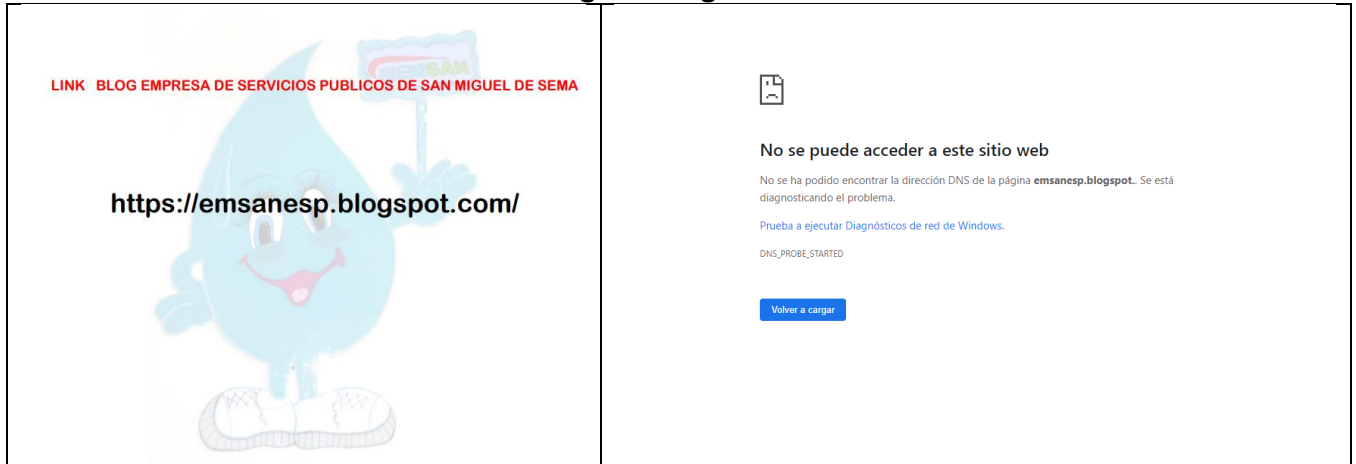 EMSAN
LINK BLOG EMPRESA DE SERVICIOS PUBLICOS DE SAN MIGUEL DE SEMA
https://emsanesp.blogspot.com/
No se puede acceder a este sitio web
No se ha podido encontrar la dirección DNS de la página emsanesp.blogspot.. Se está
diagnosticando el problema.
Prueba a ejecutar Diagnósticos de red de Windows.
DNS_PROBE_STARTED
Volver a cargar